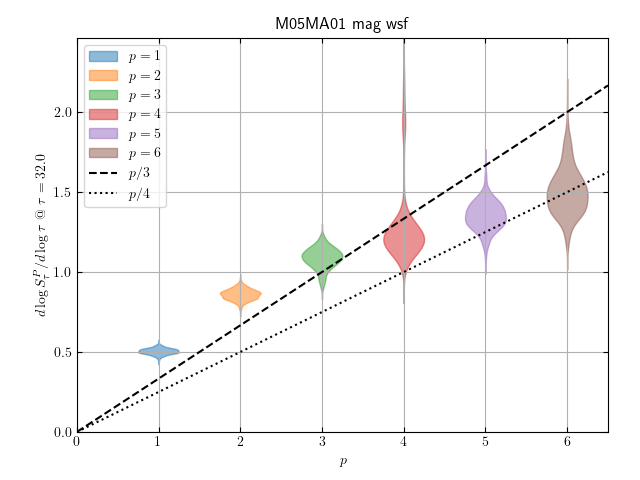 M05MA01 mag wsf
p = 1
p = 2
p = 3
p = 4
p = 5
p = 6
p/3
p/4
d log S_τ^P / d log τ @ τ = 32.0
2.0
1.5
1.0
0.5
0.0
0 1 2 3 4 5 6
p